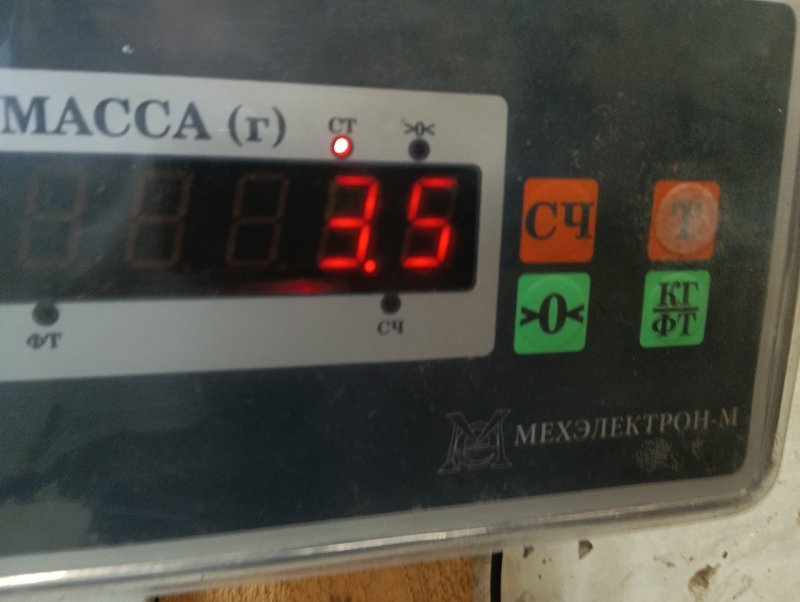 МАССА (г)
СТ
>0<
3.5
СЧ
Т
ФТ
СЧ
>0<
КГ
ФТ
МЕХЭЛЕКТРОН-М